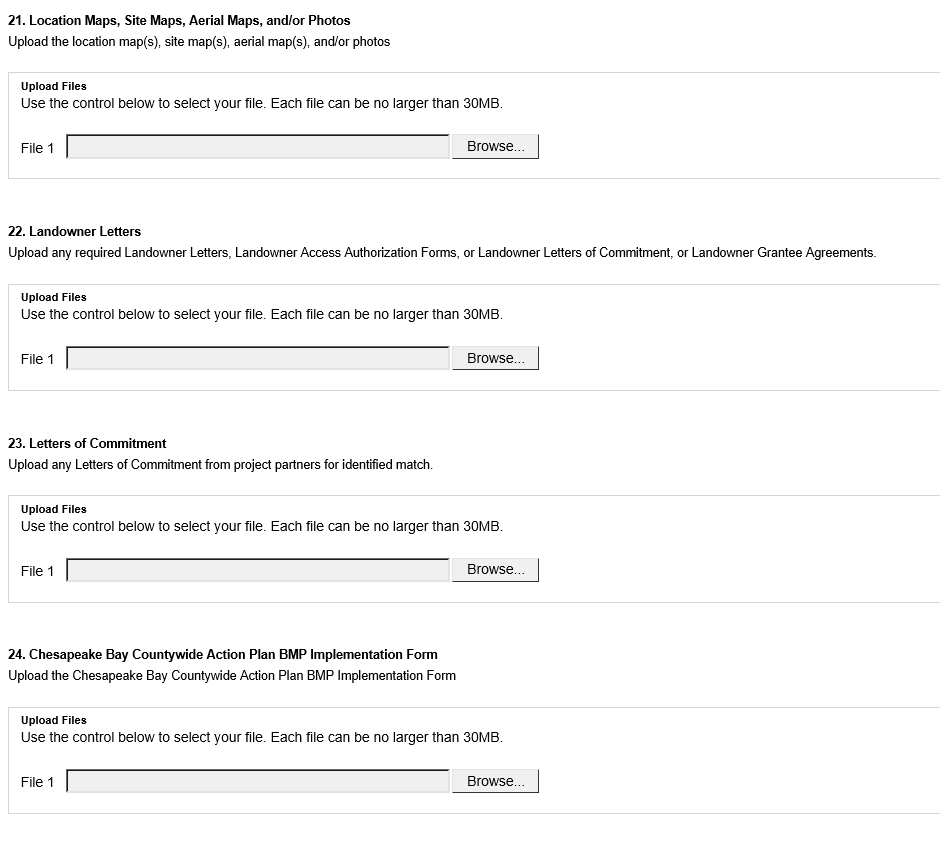 21. Location Maps, Site Maps, Aerial Maps, and/or Photos
Upload the location map(s), site map(s), aerial map(s), and/or photos
Upload Files
Use the control below to select your file. Each file can be no larger than 30MB.
File 1 Browse...
22. Landowner Letters
Upload any required Landowner Letters, Landowner Access Authorization Forms, or Landowner Letters of Commitment, or Landowner Grantee Agreements.
Upload Files
Use the control below to select your file. Each file can be no larger than 30MB.
File 1 Browse...
23. Letters of Commitment
Upload any Letters of Commitment from project partners for identified match.
Upload Files
Use the control below to select your file. Each file can be no larger than 30MB.
File 1 Browse...
24. Chesapeake Bay Countywide Action Plan BMP Implementation Form
Upload the Chesapeake Bay Countywide Action Plan BMP Implementation Form
Upload Files
Use the control below to select your file. Each file can be no larger than 30MB.
File 1 Browse...